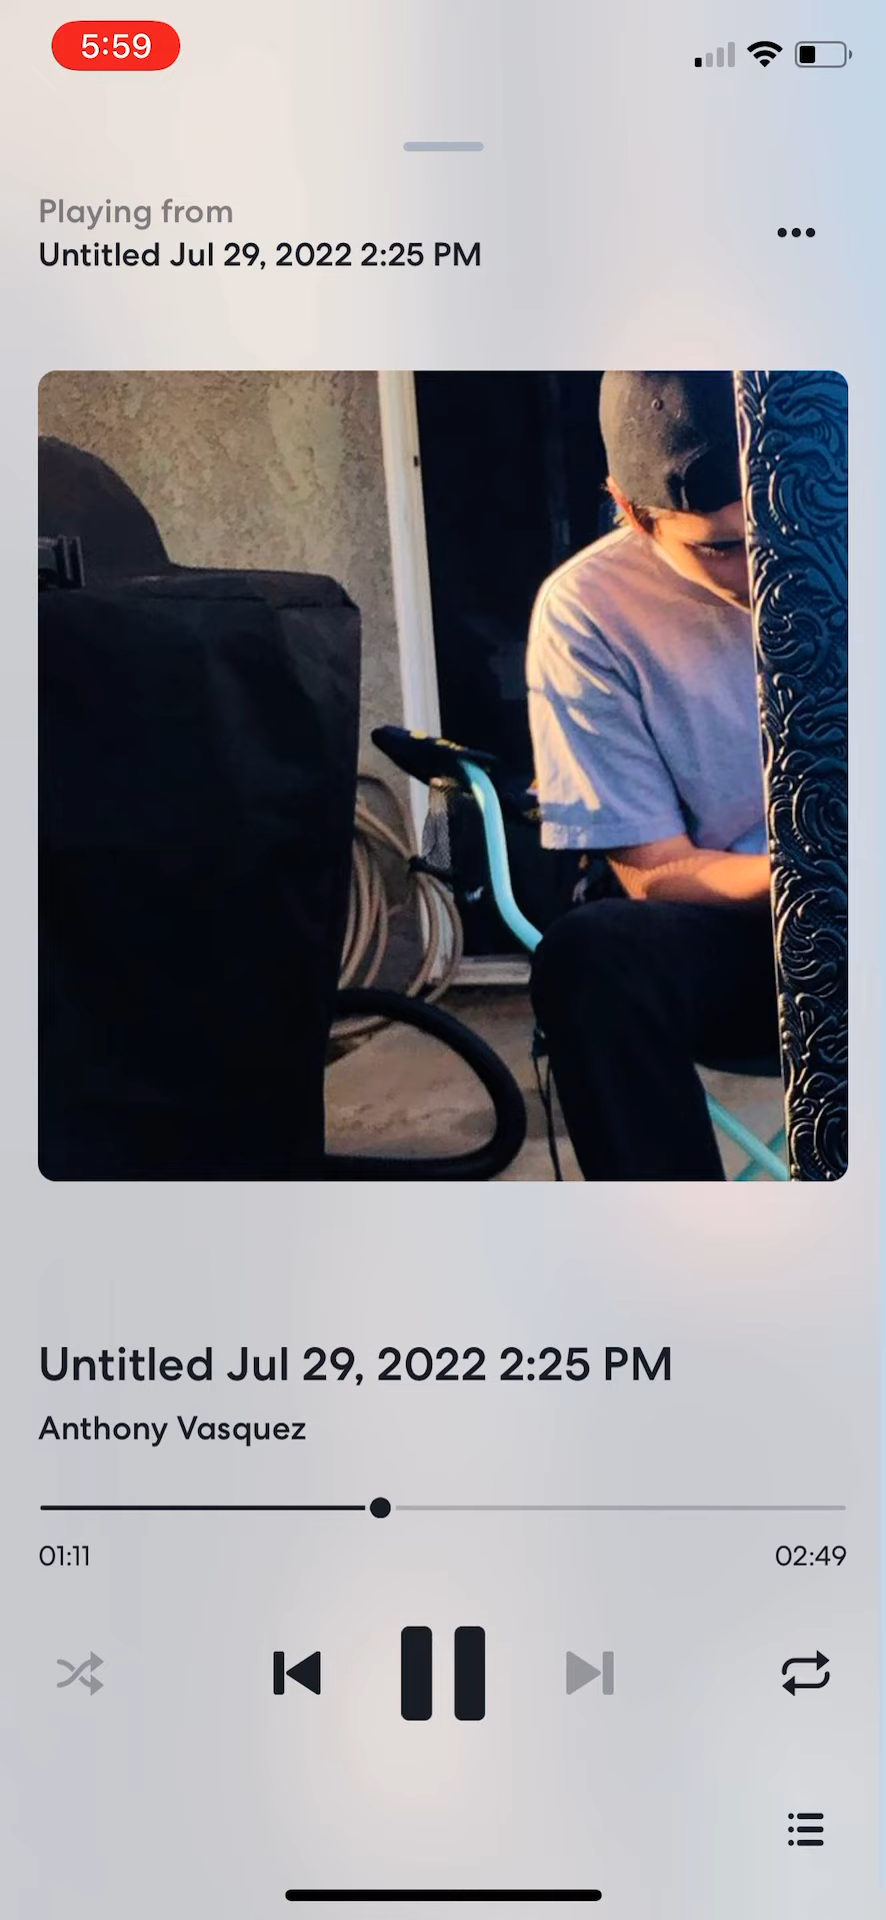 5:59
Playing from
Untitled Jul 29, 2022 2:25 PM
Untitled Jul 29, 2022 2:25 PM
Anthony Vasquez
01:11
02:49